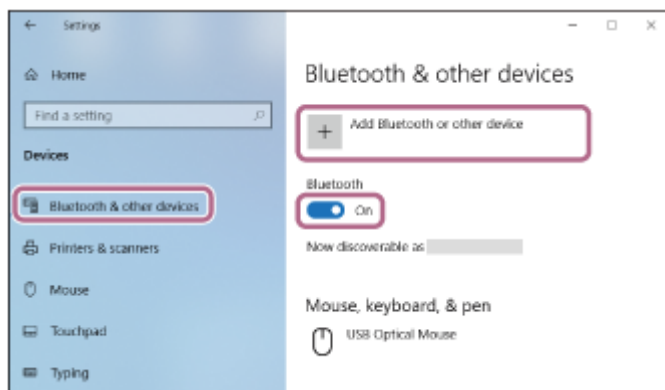 Settings
Home
Find a setting
Devices
Bluetooth & other devices
Printers & scanners
Mouse
Touchpad
Typing
Bluetooth & other devices
Add Bluetooth or other device
Bluetooth
On
Now discoverable as
Mouse, keyboard, & pen
USB Optical Mouse